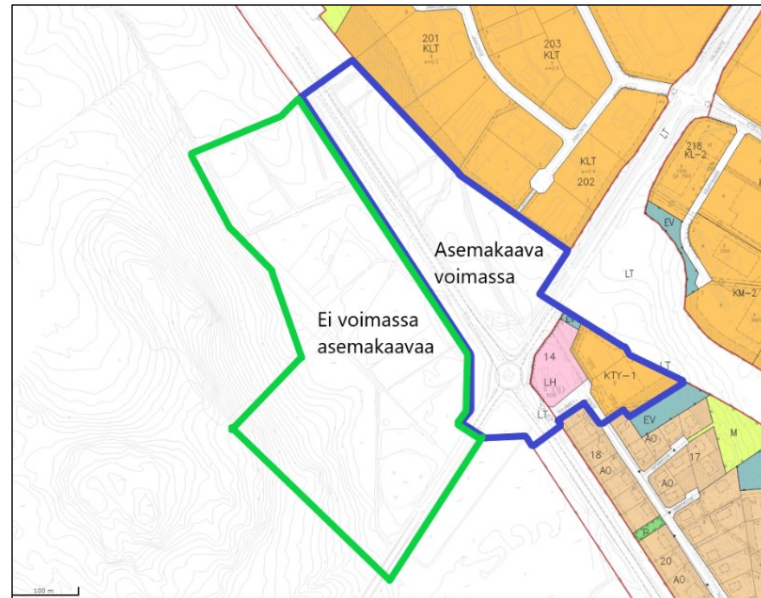 201
KLT
203
KLT
KLT
202
LT
218
KL-2
EV
LT
KM-2
Asemakaava
voimassa
Ei voimassa
asemakaavaa
14
LH
KTY-1
LT
LT
EV
M
AO
17
18
AO
AO
20
AO
100 m